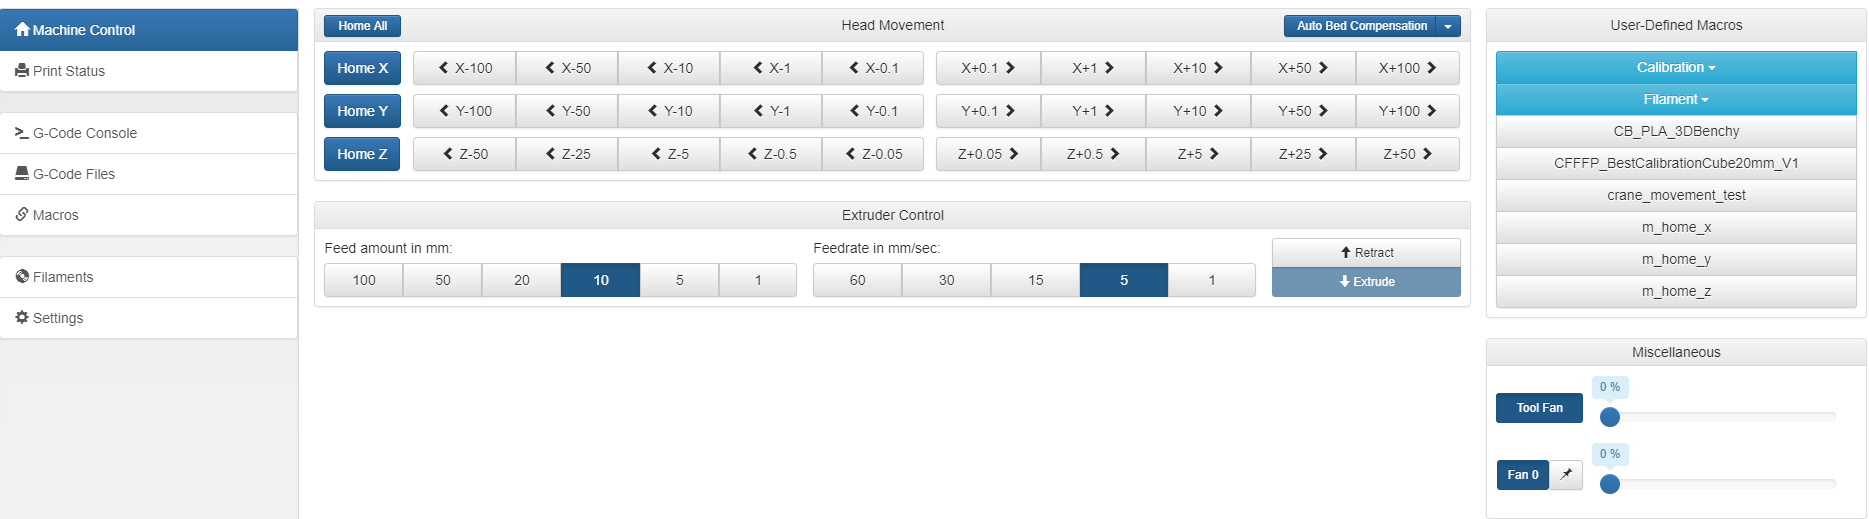 Machine Control
Print Status
G-Code Console
G-Code Files
Macros
Filaments
Settings
Home All Head Movement Auto Bed Compensation
Home X X-100 X-50 X-10 X-1 X-0.1 X+0.1 X+1 X+10 X+50 X+100
Home Y Y-100 Y-50 Y-10 Y-1 Y-0.1 Y+0.1 Y+1 Y+10 Y+50 Y+100
Home Z Z-50 Z-25 Z-5 Z-0.5 Z-0.05 Z+0.05 Z+0.5 Z+5 Z+25 Z+50
Extruder Control
Feed amount in mm:
100 50 20 10 5 1
Feedrate in mm/sec:
60 30 15 5 1
Retract
Extrude
User-Defined Macros
Calibration
Filament
CB_PLA_3DBenchy
CFFFP_BestCalibrationCube20mm_V1
crane_movement_test
m_home_x
m_home_y
m_home_z
Miscellaneous
0 %
Tool Fan
0 %
Fan 0